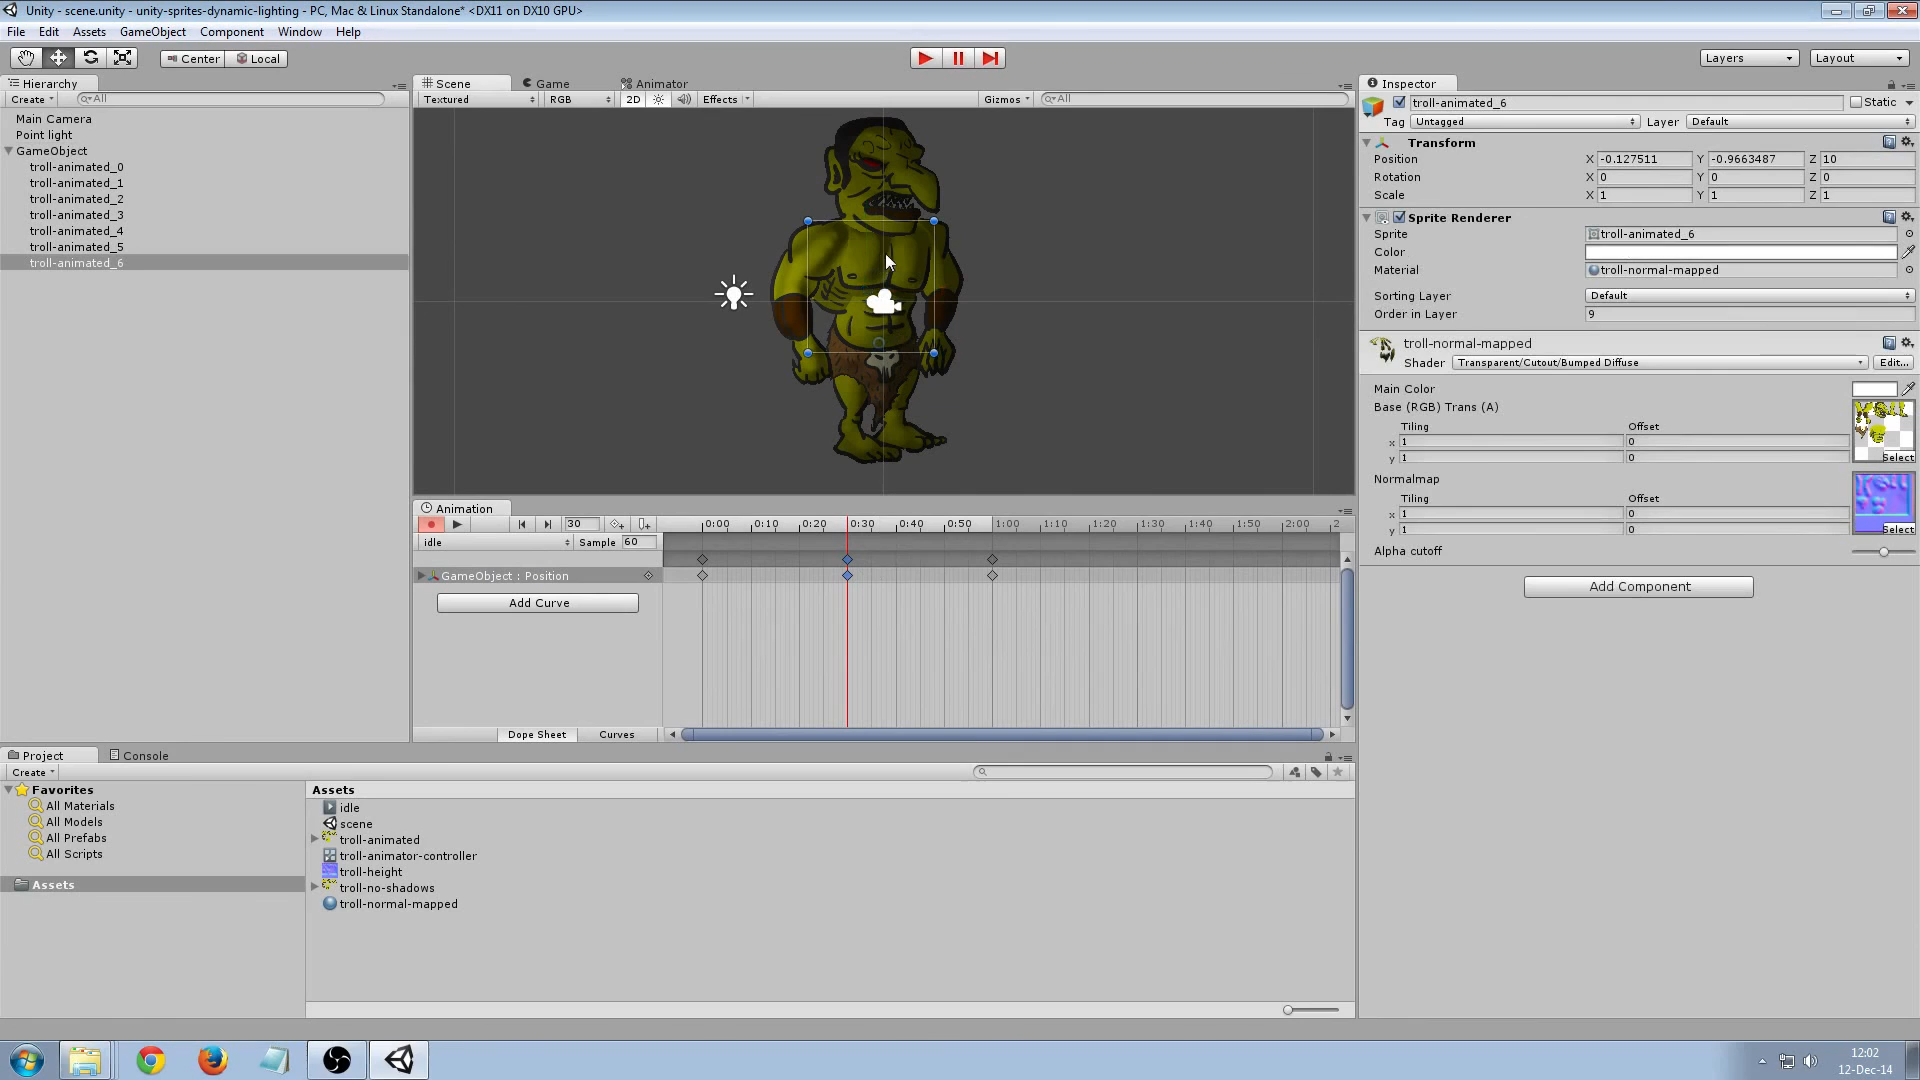 Unity - scene.unity - unity-sprites-dynamic-lighting - PC, Mac & Linux Standalone* <DX11 on DX10 GPU>
File Edit Assets GameObject Component Window Help
Center Local Layers Layout
Hierarchy
Create All
Main Camera
Point light
GameObject
troll-animated_0
troll-animated_1
troll-animated_2
troll-animated_3
troll-animated_4
troll-animated_5
troll-animated_6
Scene Game Animator
Textured RGB 2D Effects Gizmos All
Animation
30 0:00 0:10 0:20 0:30 0:40 0:50 1:00 1:10 1:20 1:30 1:40 1:50 2:00 2
idle Sample 60
GameObject : Position
Add Curve
Dope Sheet Curves
Inspector
troll-animated_6 Static
Tag Untagged Layer Default
Transform
Position X -0.127511 Y -0.9663487 Z 10
Rotation X 0 Y 0 Z 0
Scale X 1 Y 1 Z 1
Sprite Renderer
Sprite troll-animated_6
Color
Material troll-normal-mapped
Sorting Layer Default
Order in Layer 9
troll-normal-mapped
Shader Transparent/Cutout/Bumped Diffuse Edit...
Main Color
Base (RGB) Trans (A)
Tiling Offset
x 1 0
y 1 0 Select
Normalmap
Tiling Offset
x 1 0
y 1 0 Select
Alpha cutoff
Add Component
Project Console
Create
Favorites
All Materials
All Models
All Prefabs
All Scripts
Assets
Assets
idle
scene
troll-animated
troll-animator-controller
troll-height
troll-no-shadows
troll-normal-mapped
12:02
12-Dec-14